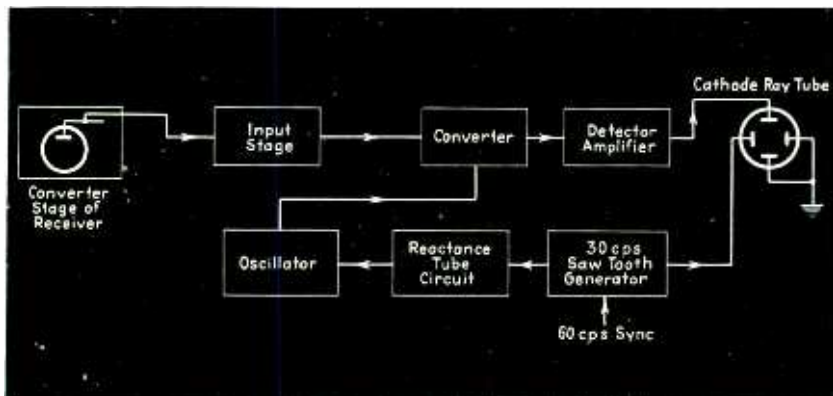 Cathode Ray Tube
Input
Stage
Converter
Detector
Amplifier
Converter
Stage of
Receiver
Oscillator
Reactance
Tube
Circuit
30 cps
Saw Tooth
Generator
60 cps Sync